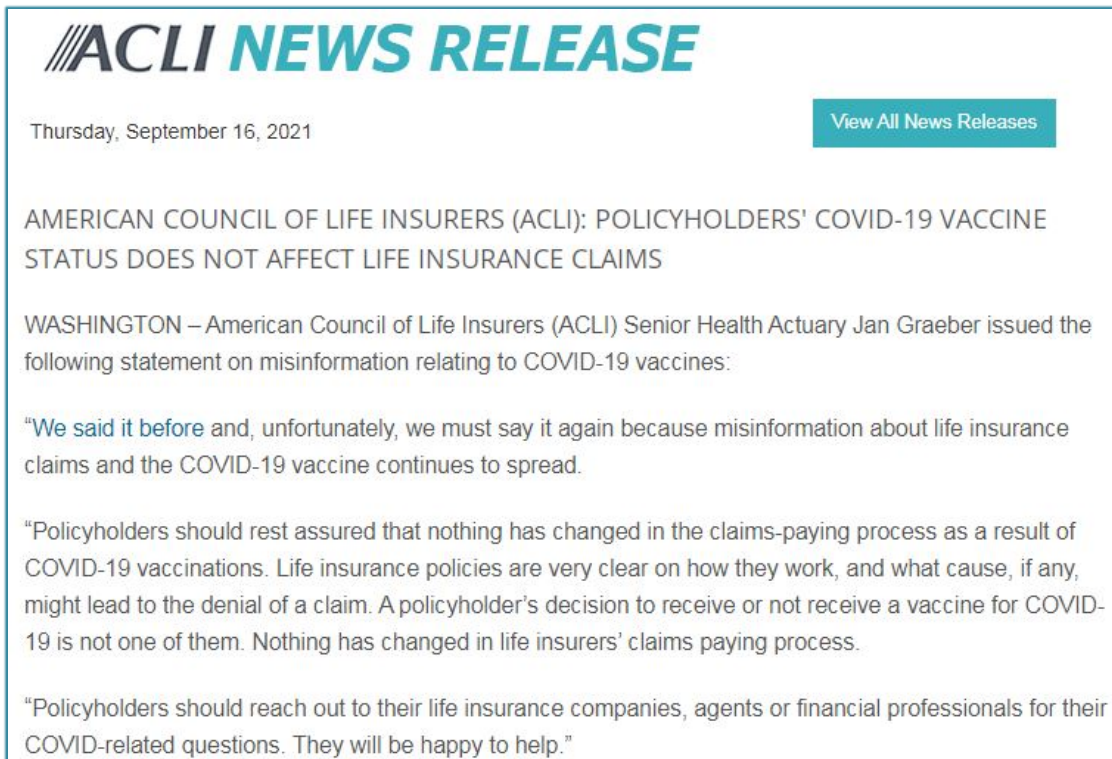 ACLI NEWS RELEASE
Thursday, September 16, 2021
View All News Releases
AMERICAN COUNCIL OF LIFE INSURERS (ACLI): POLICYHOLDERS' COVID-19 VACCINE
STATUS DOES NOT AFFECT LIFE INSURANCE CLAIMS
WASHINGTON – American Council of Life Insurers (ACLI) Senior Health Actuary Jan Graeber issued the
following statement on misinformation relating to COVID-19 vaccines:
“We said it before and, unfortunately, we must say it again because misinformation about life insurance
claims and the COVID-19 vaccine continues to spread.
“Policyholders should rest assured that nothing has changed in the claims-paying process as a result of
COVID-19 vaccinations. Life insurance policies are very clear on how they work, and what cause, if any,
might lead to the denial of a claim. A policyholder’s decision to receive or not receive a vaccine for COVID-
19 is not one of them. Nothing has changed in life insurers’ claims paying process.
“Policyholders should reach out to their life insurance companies, agents or financial professionals for their
COVID-related questions. They will be happy to help.”